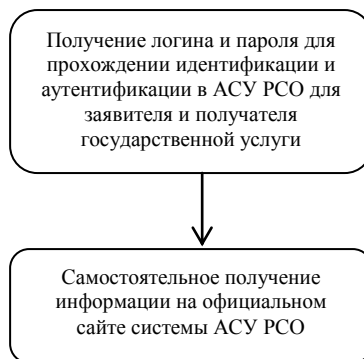 Получение логина и пароля для
прохождении идентификации и
аутентификации в АСУ РСО для
заявителя и получателя
государственной услуги
Самостоятельное получение
информации на официальном
сайте системы АСУ РСО